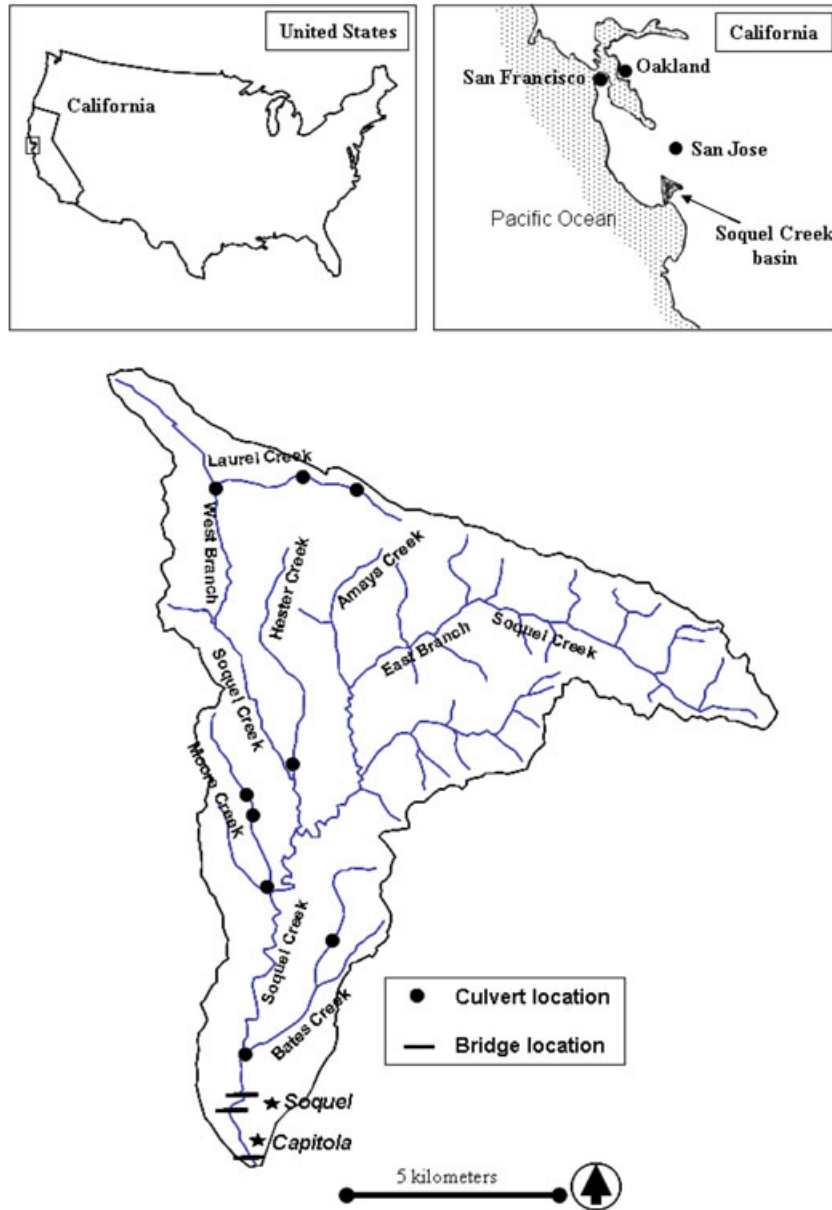 United States
California
California
San Francisco
Oakland
San Jose
Pacific Ocean
Soquel Creek
basin
Laurel Creek
West Branch
Hester Creek
Amaya Creek
East Branch
Soquel Creek
Soquel Creek
Moore Creek
Soquel Creek
Bates Creek
Culvert location
Bridge location
Soquel
Capitola
5 kilometers